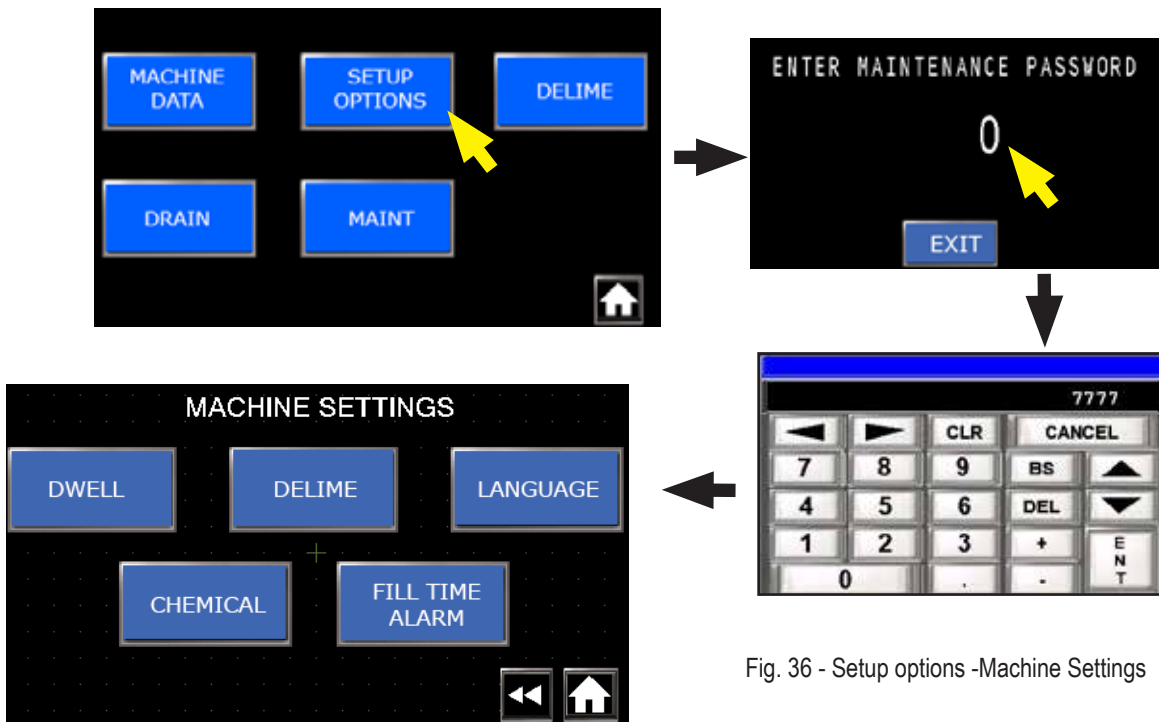 MACHINE
DATA
SETUP
OPTIONS
DELIME
DRAIN
MAINT
ENTER MAINTENANCE PASSWORD
0
EXIT
7777
CLR CANCEL
7 8 9 BS
4 5 6 DEL
1 2 3 + E
N
0 . - T
MACHINE SETTINGS
DWELL DELIME LANGUAGE
CHEMICAL
FILL TIME
ALARM
Fig. 36 - Setup options -Machine Settings